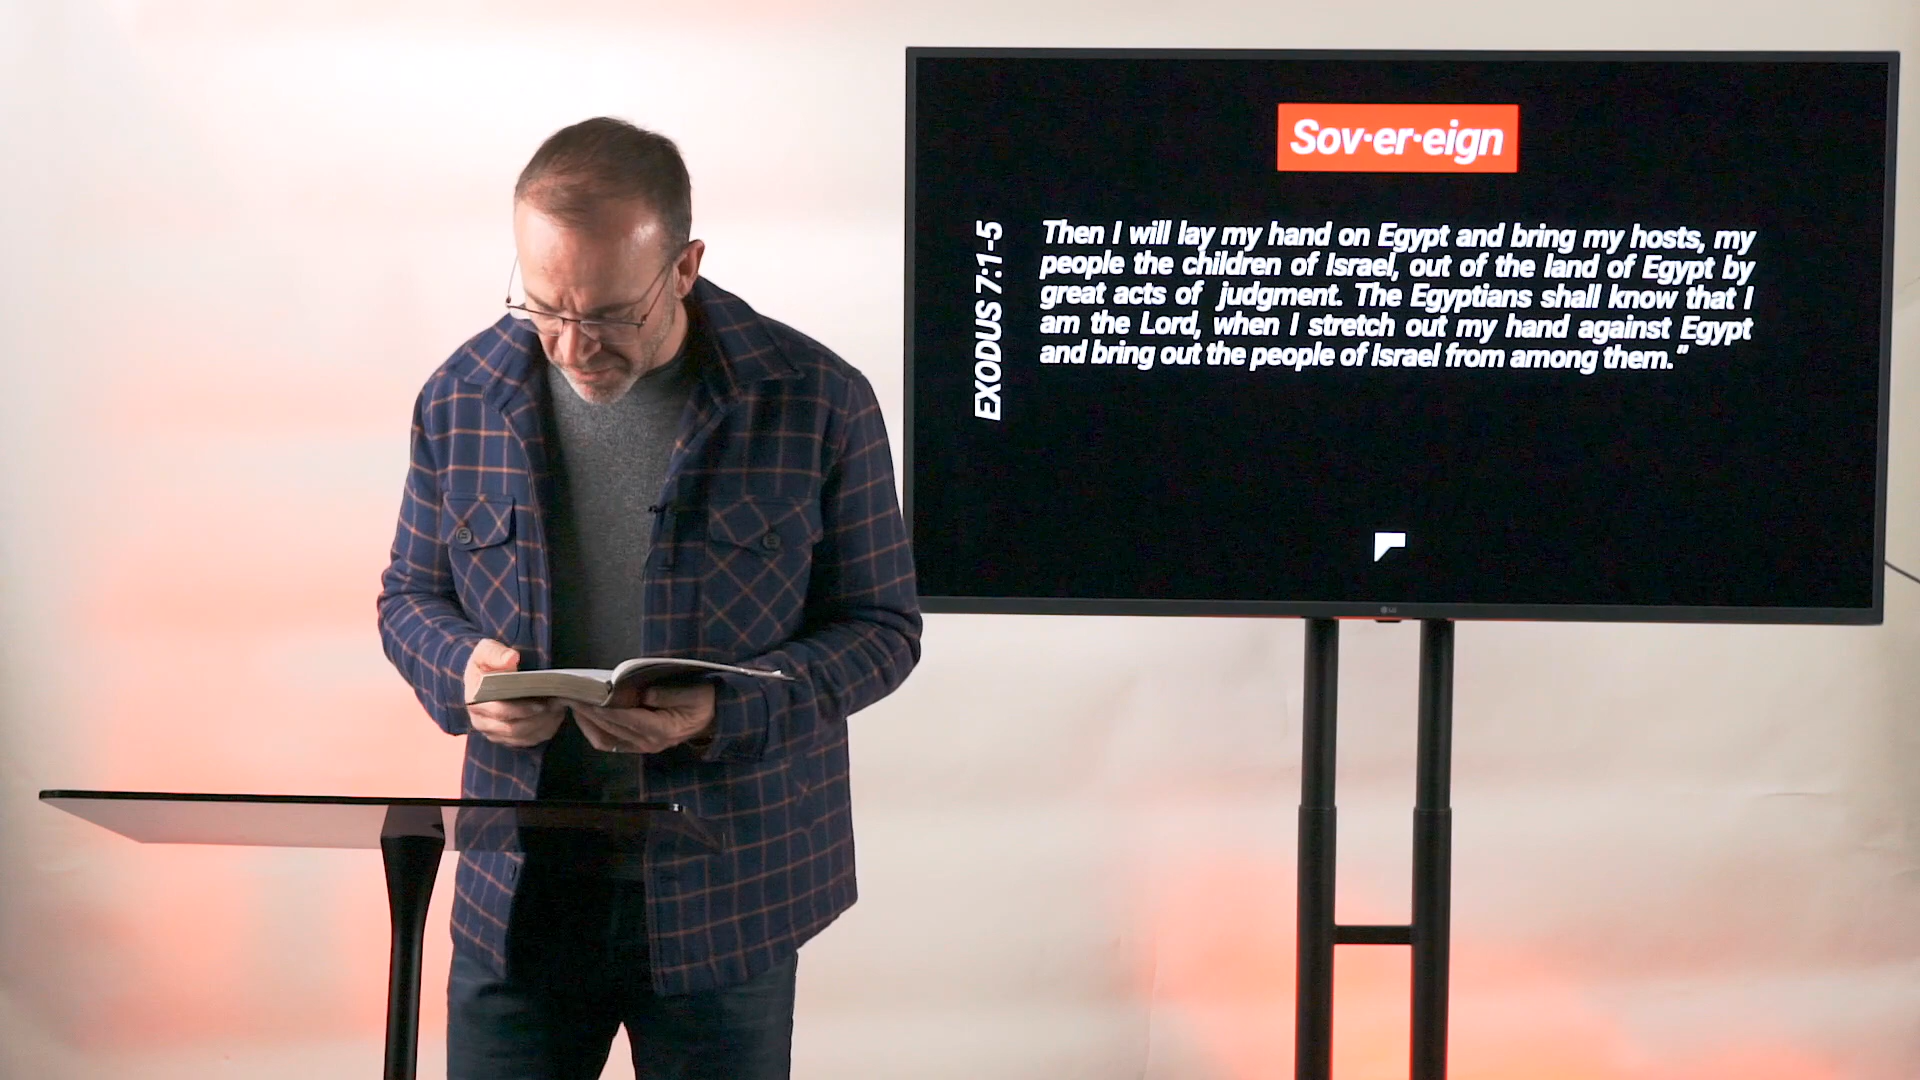 Sov·er·eign
EXODUS 7:1-5
Then I will lay my hand on Egypt and bring my hosts, my
people the children of Israel, out of the land of Egypt by
great acts of judgment. The Egyptians shall know that I
am the Lord, when I stretch out my hand against Egypt
and bring out the people of Israel from among them.”
LG